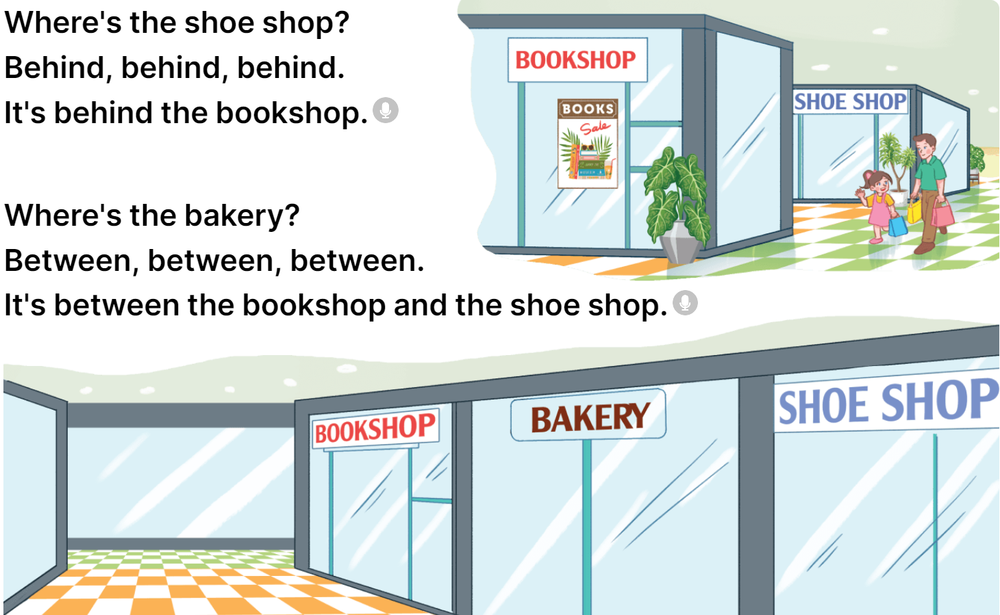 Where's the shoe shop?
Behind, behind, behind.
It's behind the bookshop.
BOOKSHOP
BOOKS
Sale
SHOE SHOP
Where's the bakery?
Between, between, between.
It's between the bookshop and the shoe shop.
BOOKSHOP
BAKERY
SHOE SHOP